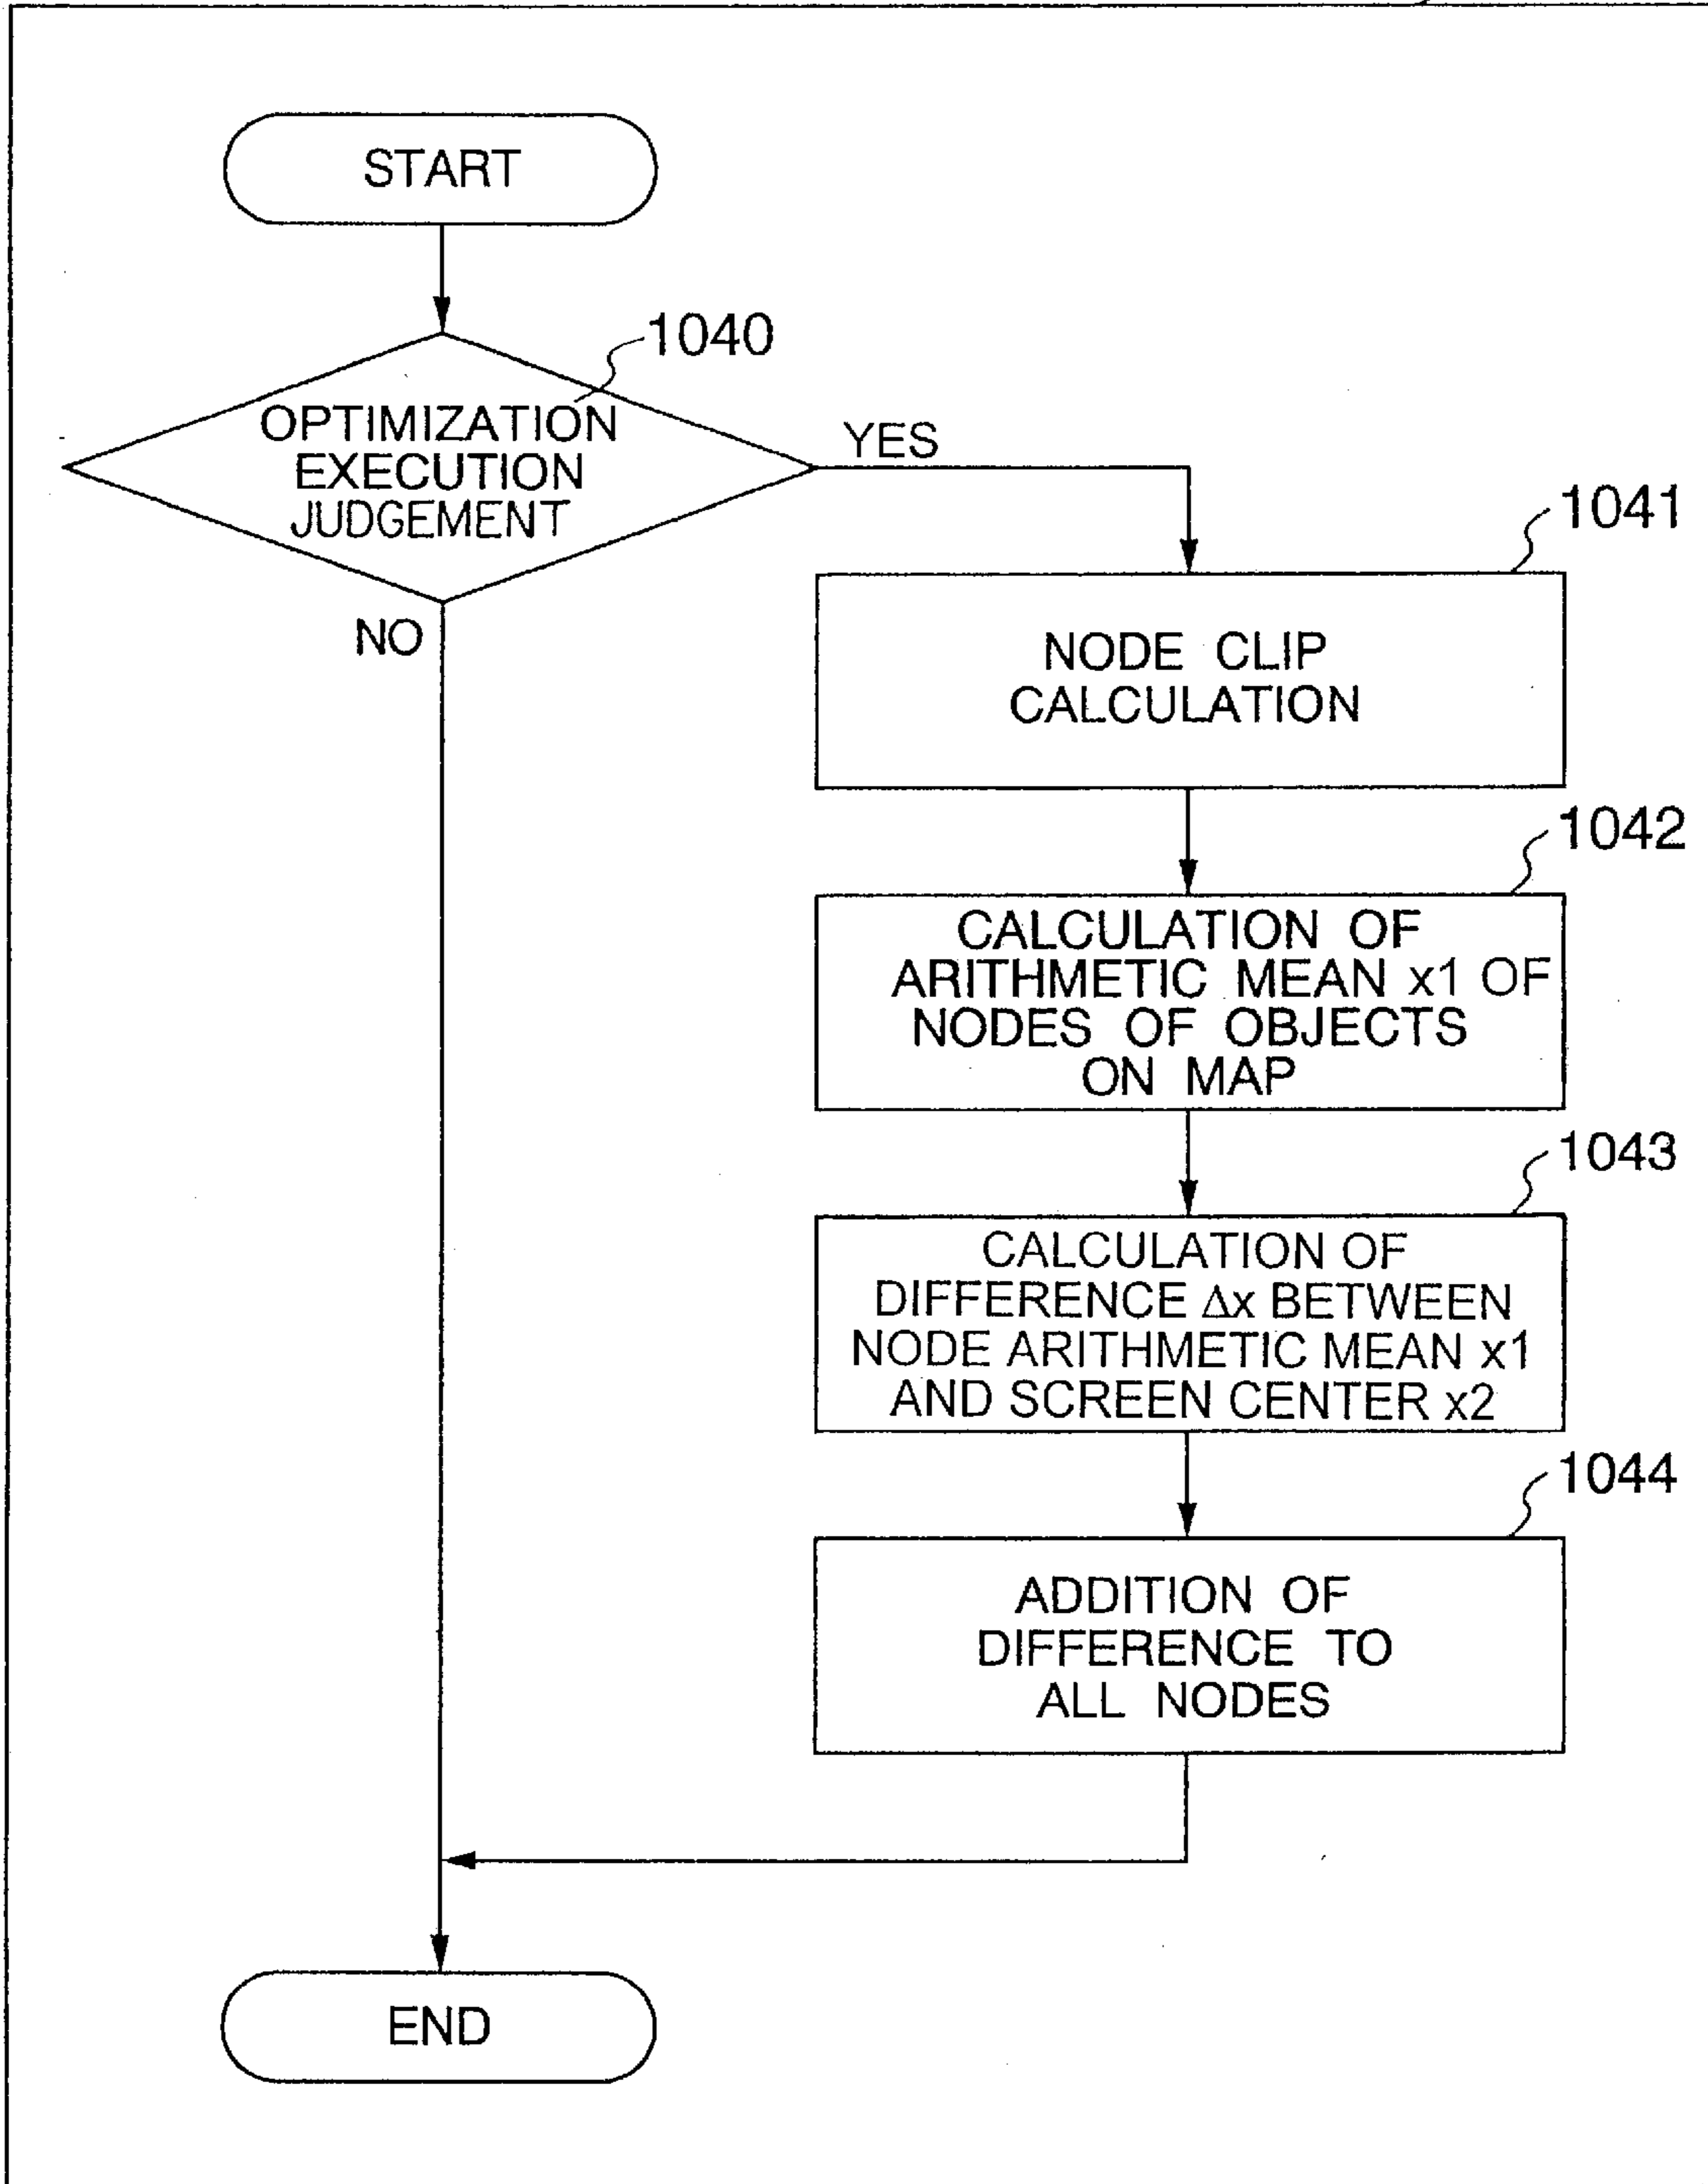 START
1040
OPTIMIZATION
EXECUTION
JUDGEMENT
YES
NO
1041
NODE CLIP
CALCULATION
1042
CALCULATION OF
ARITHMETIC MEAN x1 OF
NODES OF OBJECTS
ON MAP
1043
CALCULATION OF
DIFFERENCE Δx BETWEEN
NODE ARITHMETIC MEAN x1
AND SCREEN CENTER x2
1044
ADDITION OF
DIFFERENCE TO
ALL NODES
END